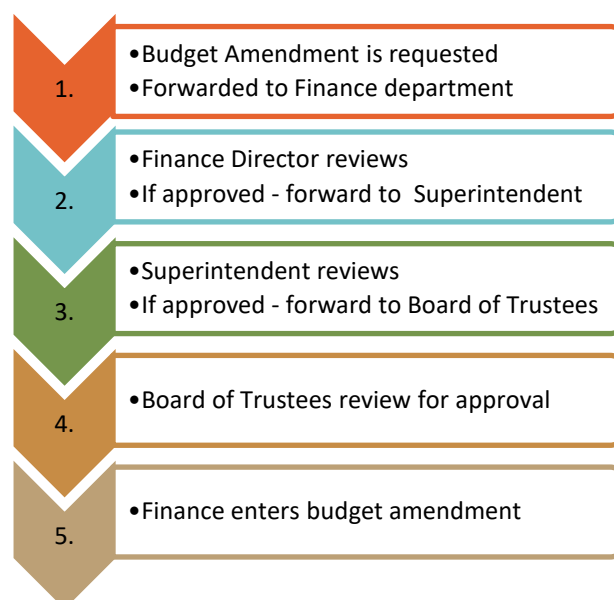 1.
•Budget Amendment is requested
•Forwarded to Finance department
2.
•Finance Director reviews
•If approved - forward to  Superintendent
3.
•Superintendent reviews
•If approved - forward to Board of Trustees
4.
•Board of Trustees review for approval
5.
•Finance enters budget amendment